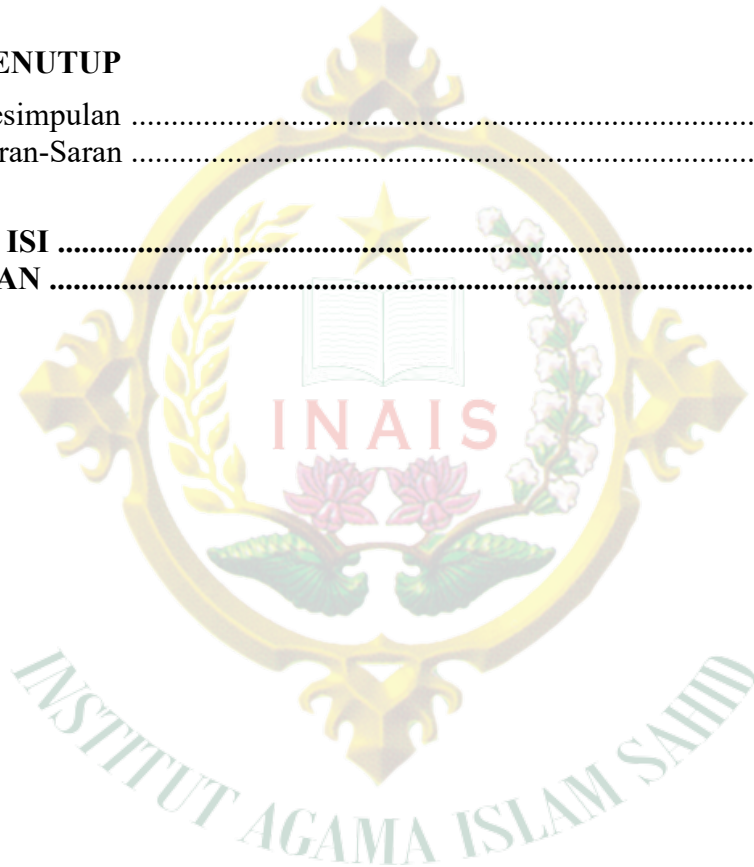 ENUTUP
esimpulan ................................................................................
ran-Saran ................................................................................
ISI ..........................................................................................
AN ...........................................................................................
INAIS
INSTITUT AGAMA ISLAM SAHID